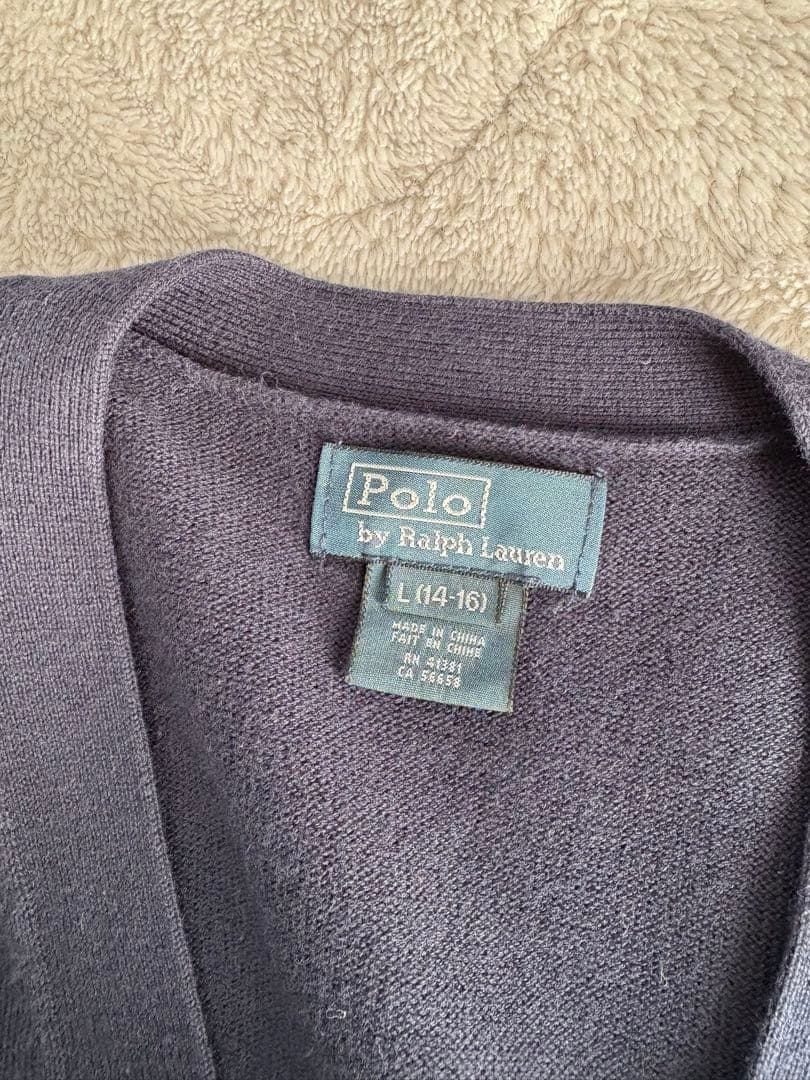 Polo
by Ralph Lauren
L (14-16)
MADE IN CHINA
FAIT EN CHINE
RN 41381
CA 56658